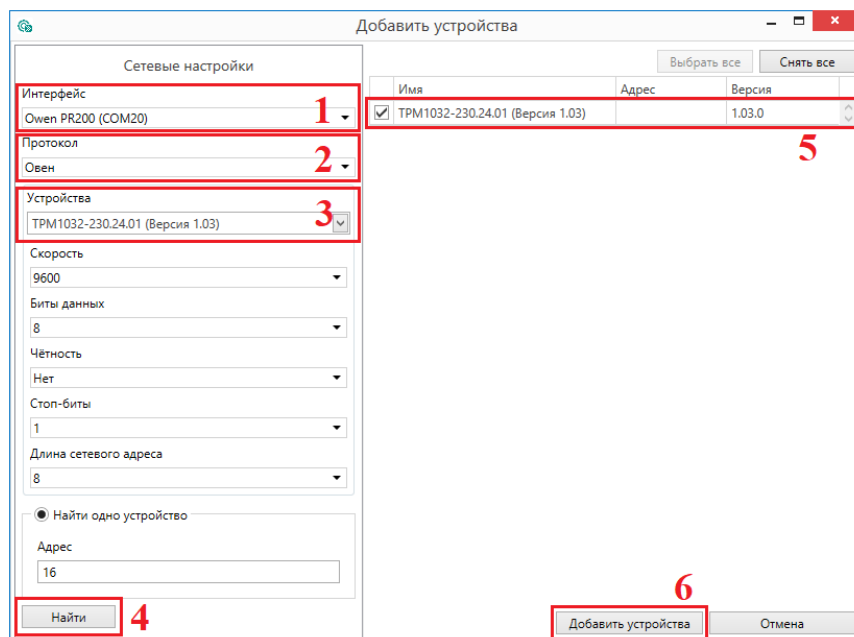 Добавить устройства
Сетевые настройки
Интерфейс
Owen PR200 (COM20)
1
Протокол
Овен
2
Устройства
ТРМ1032-230.24.01 (Версия 1.03)
3
Скорость
9600
Биты данных
8
Чётность
Нет
Стоп-биты
1
Длина сетевого адреса
8
Найти одно устройство
Адрес
16
Найти
4
Выбрать все
Снять все
Имя Адрес Версия
ТРМ1032-230.24.01 (Версия 1.03) 1.03.0
5
6
Добавить устройства
Отмена